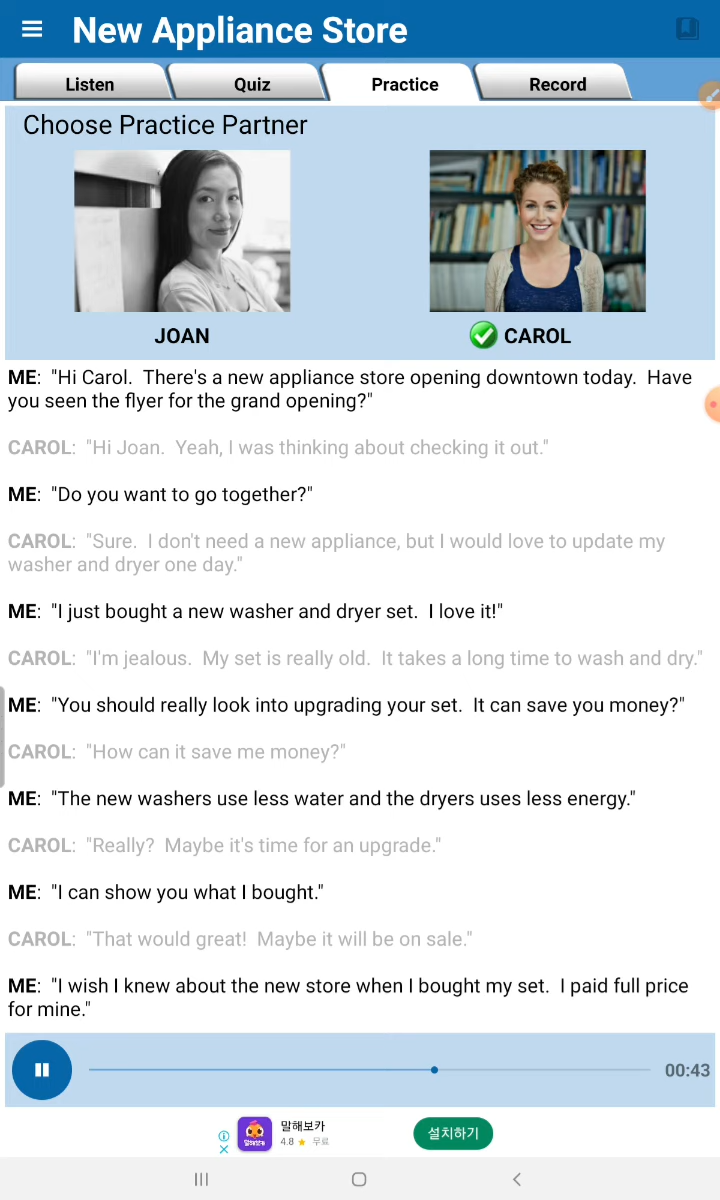 New Appliance Store
Listen
Quiz
Practice
Record
Choose Practice Partner
JOAN
CAROL
ME: "Hi Carol. There's a new appliance store opening downtown today. Have
you seen the flyer for the grand opening?"
CAROL: "Hi Joan. Yeah, I was thinking about checking it out."
ME: "Do you want to go together?"
CAROL: "Sure. I don't need a new appliance, but I would love to update my
washer and dryer one day."
ME: "I just bought a new washer and dryer set. I love it!"
CAROL: "I'm jealous. My set is really old. It takes a long time to wash and dry."
ME: "You should really look into upgrading your set. It can save you money?"
CAROL: "How can it save me money?"
ME: "The new washers use less water and the dryers uses less energy."
CAROL: "Really? Maybe it's time for an upgrade."
ME: "I can show you what I bought."
CAROL: "That would great! Maybe it will be on sale."
ME: "I wish I knew about the new store when I bought my set. I paid full price
for mine."
00:43
말해보카
4.8 ★ 무료
말해보카
설치하기